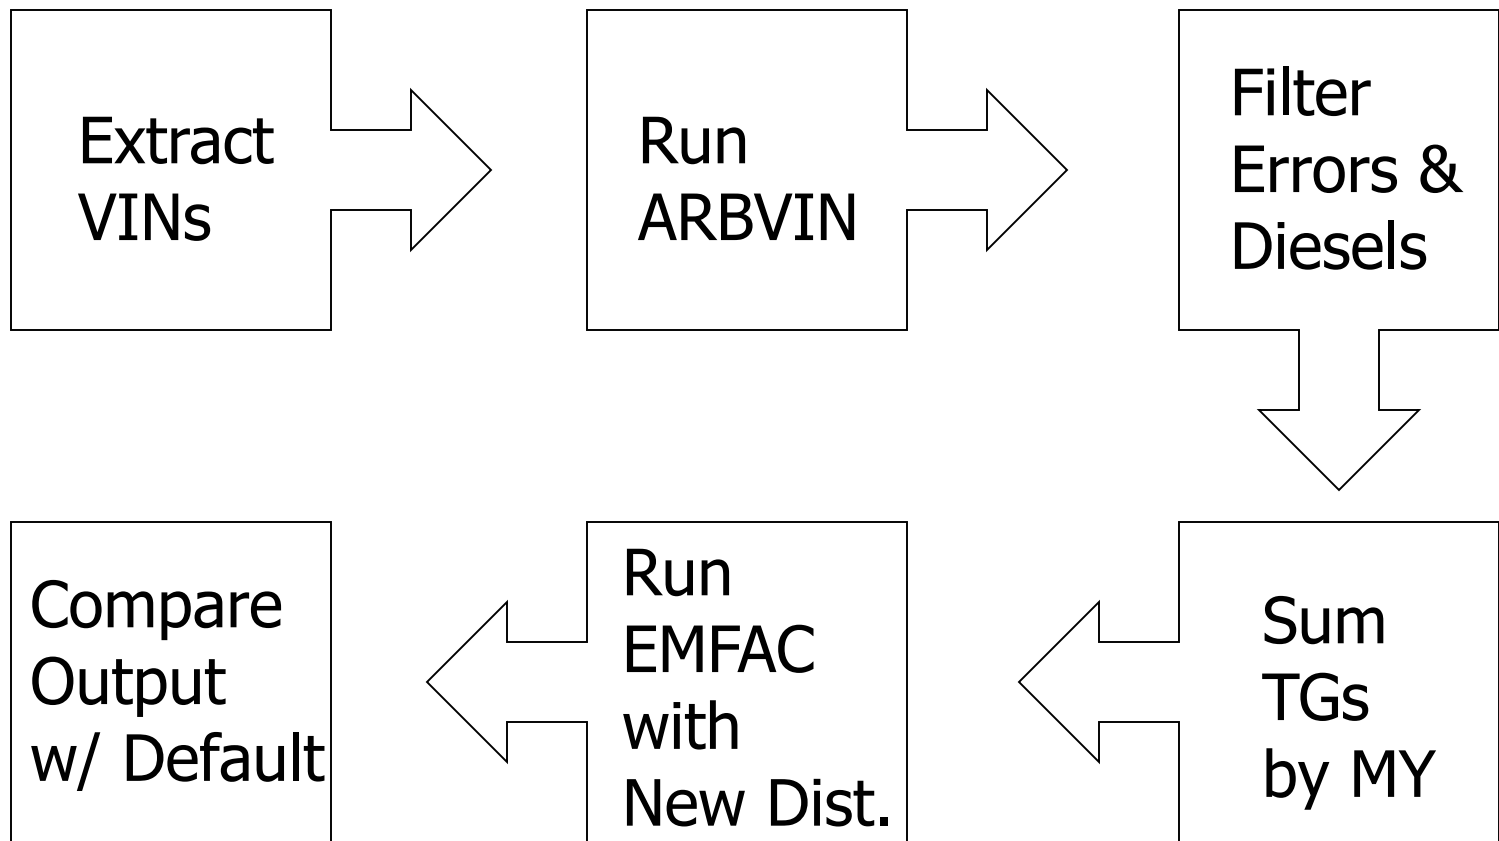 Extract
VINs
Run
ARBVIN
Filter
Errors &
Diesels
Sum
TGs
by MY
Run
EMFAC
with
New Dist.
Compare
Output
w/ Default